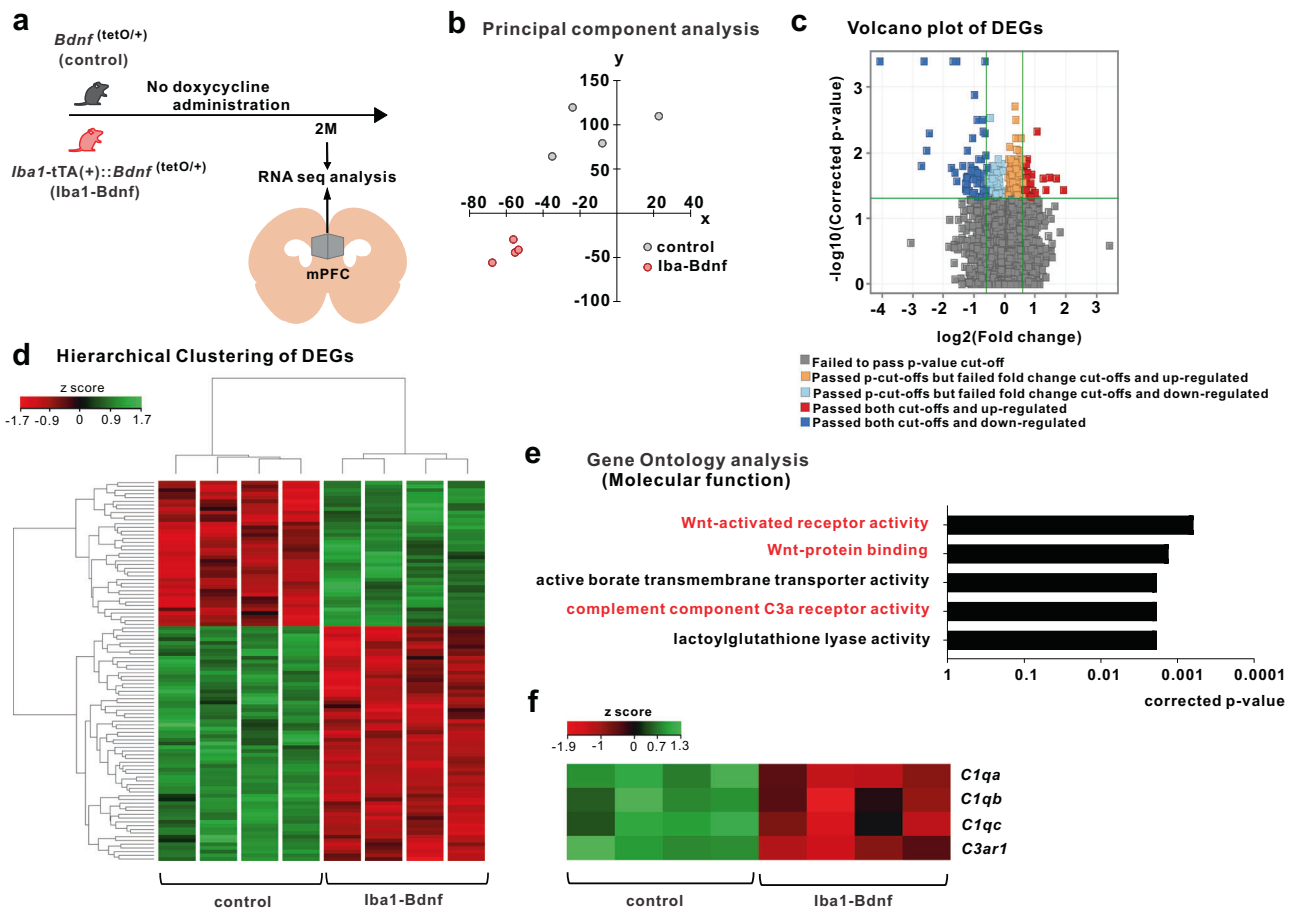 a
Bdnf (tetO/+)
(control)
No doxycycline
administration
2M
RNA seq analysis
Iba1-tTA(+)::Bdnf (tetO/+)
(Iba1-Bdnf)
mPFC
b Principal component analysis
y
150
100
50
-80 -60 -40 -20 0 20 40
x
-50
-100
control
Iba-Bdnf
c Volcano plot of DEGs
-log10(Corrected p-value)
3
2
1
0
-4 -3 -2 -1 0 1 2 3
log2(Fold change)
Failed to pass p-value cut-off
Passed p-cut-offs but failed fold change cut-offs and up-regulated
Passed p-cut-offs but failed fold change cut-offs and down-regulated
Passed both cut-offs and up-regulated
Passed both cut-offs and down-regulated
d Hierarchical Clustering of DEGs
z score
-1.7 -0.9 0 0.9 1.7
control Iba1-Bdnf
e Gene Ontology analysis
(Molecular function)
Wnt-activated receptor activity
Wnt-protein binding
active borate transmembrane transporter activity
complement component C3a receptor activity
lactoylglutathione lyase activity
1 0.1 0.01 0.001 0.0001
corrected p-value
f
z score
-1.9 -1 0 0.7 1.3
C1qa
C1qb
C1qc
C3ar1
control Iba1-Bdnf